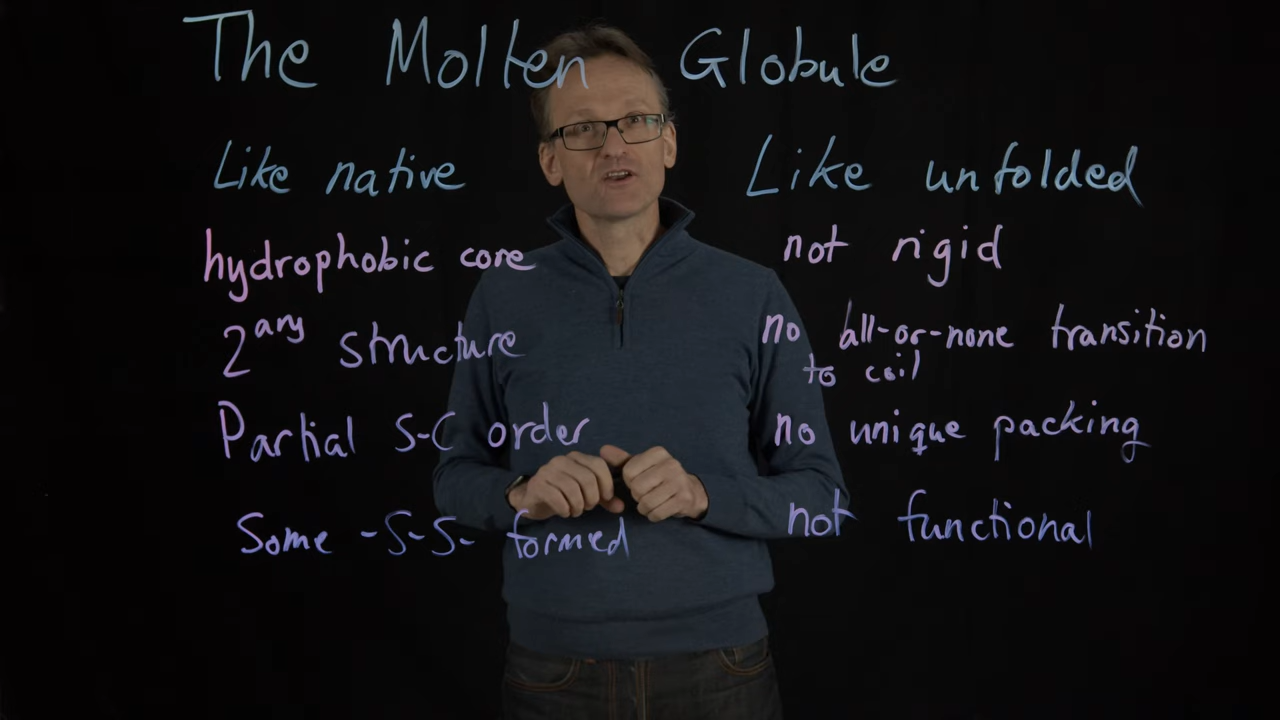 The Molten Globule
Like native
hydrophobic core
2ary structure
Partial S-C order
Some -S-S- formed
Like unfolded
not rigid
no all-or-none transition
to coil
no unique packing
not functional